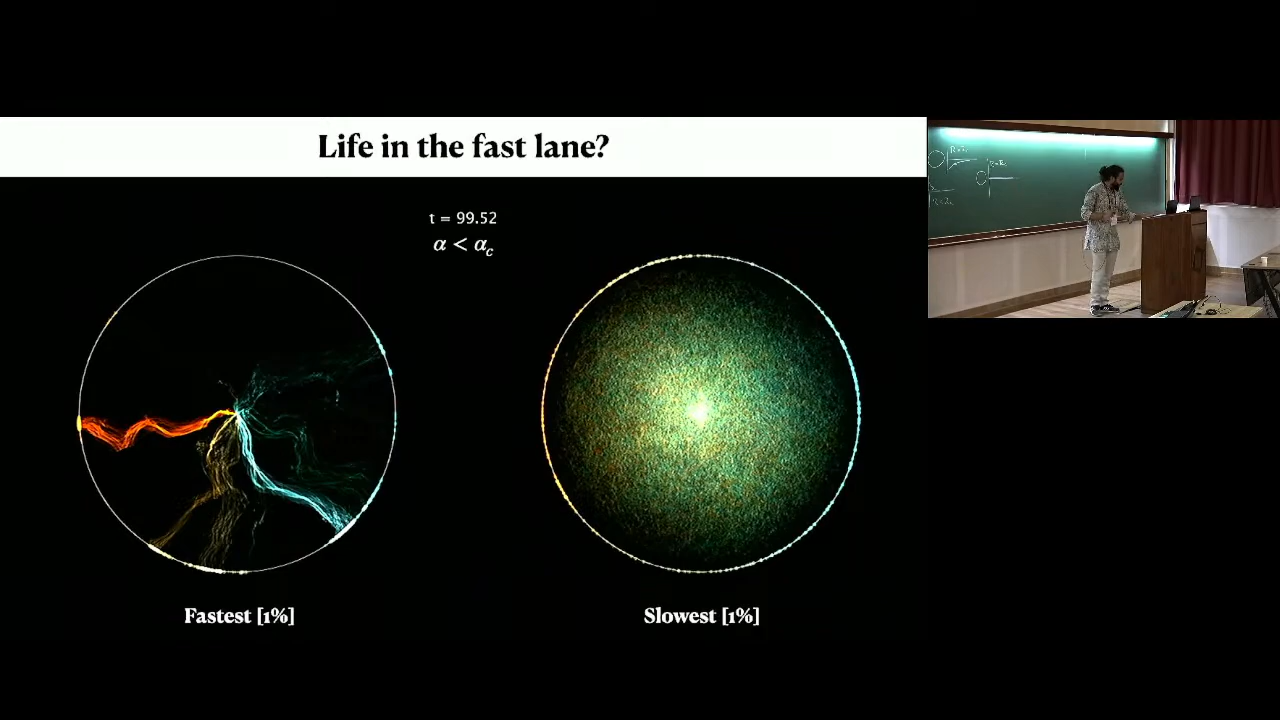 Life in the fast lane?
t = 99.52
α < α_c
Fastest [1%]
Slowest [1%]